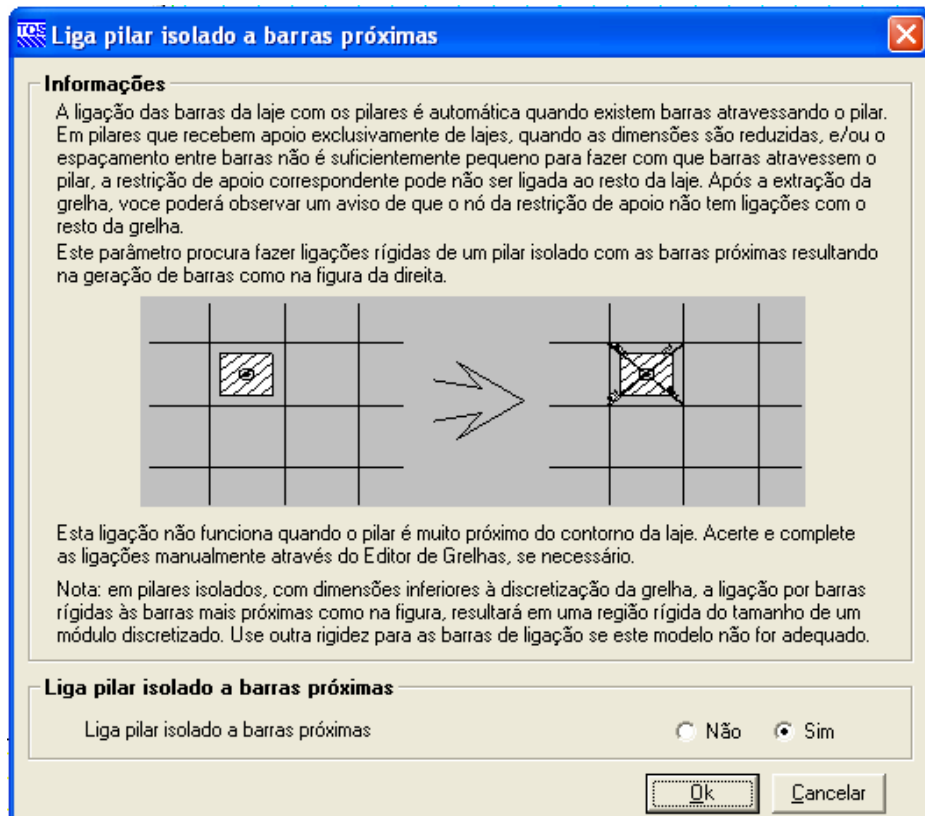 TQS Liga pilar isolado a barras próximas
Informações
A ligação das barras da laje com os pilares é automática quando existem barras atravessando o pilar.
Em pilares que recebem apoio exclusivamente de lajes, quando as dimensões são reduzidas, e/ou o
espaçamento entre barras não é suficientemente pequeno para fazer com que barras atravessem o
pilar, a restrição de apoio correspondente pode não ser ligada ao resto da laje. Após a extração da
grelha, voce poderá observar um aviso de que o nó da restrição de apoio não tem ligações com o
resto da grelha.
Este parâmetro procura fazer ligações rígidas de um pilar isolado com as barras próximas resultando
na geração de barras como na figura da direita.
Esta ligação não funciona quando o pilar é muito próximo do contorno da laje. Acerte e complete
as ligações manualmente através do Editor de Grelhas, se necessário.
Nota: em pilares isolados, com dimensões inferiores à discretização da grelha, a ligação por barras
rígidas às barras mais próximas como na figura, resultará em uma região rígida do tamanho de um
módulo discretizado. Use outra rigidez para as barras de ligação se este modelo não for adequado.
Liga pilar isolado a barras próximas
Liga pilar isolado a barras próximas Não Sim
Ok Cancelar